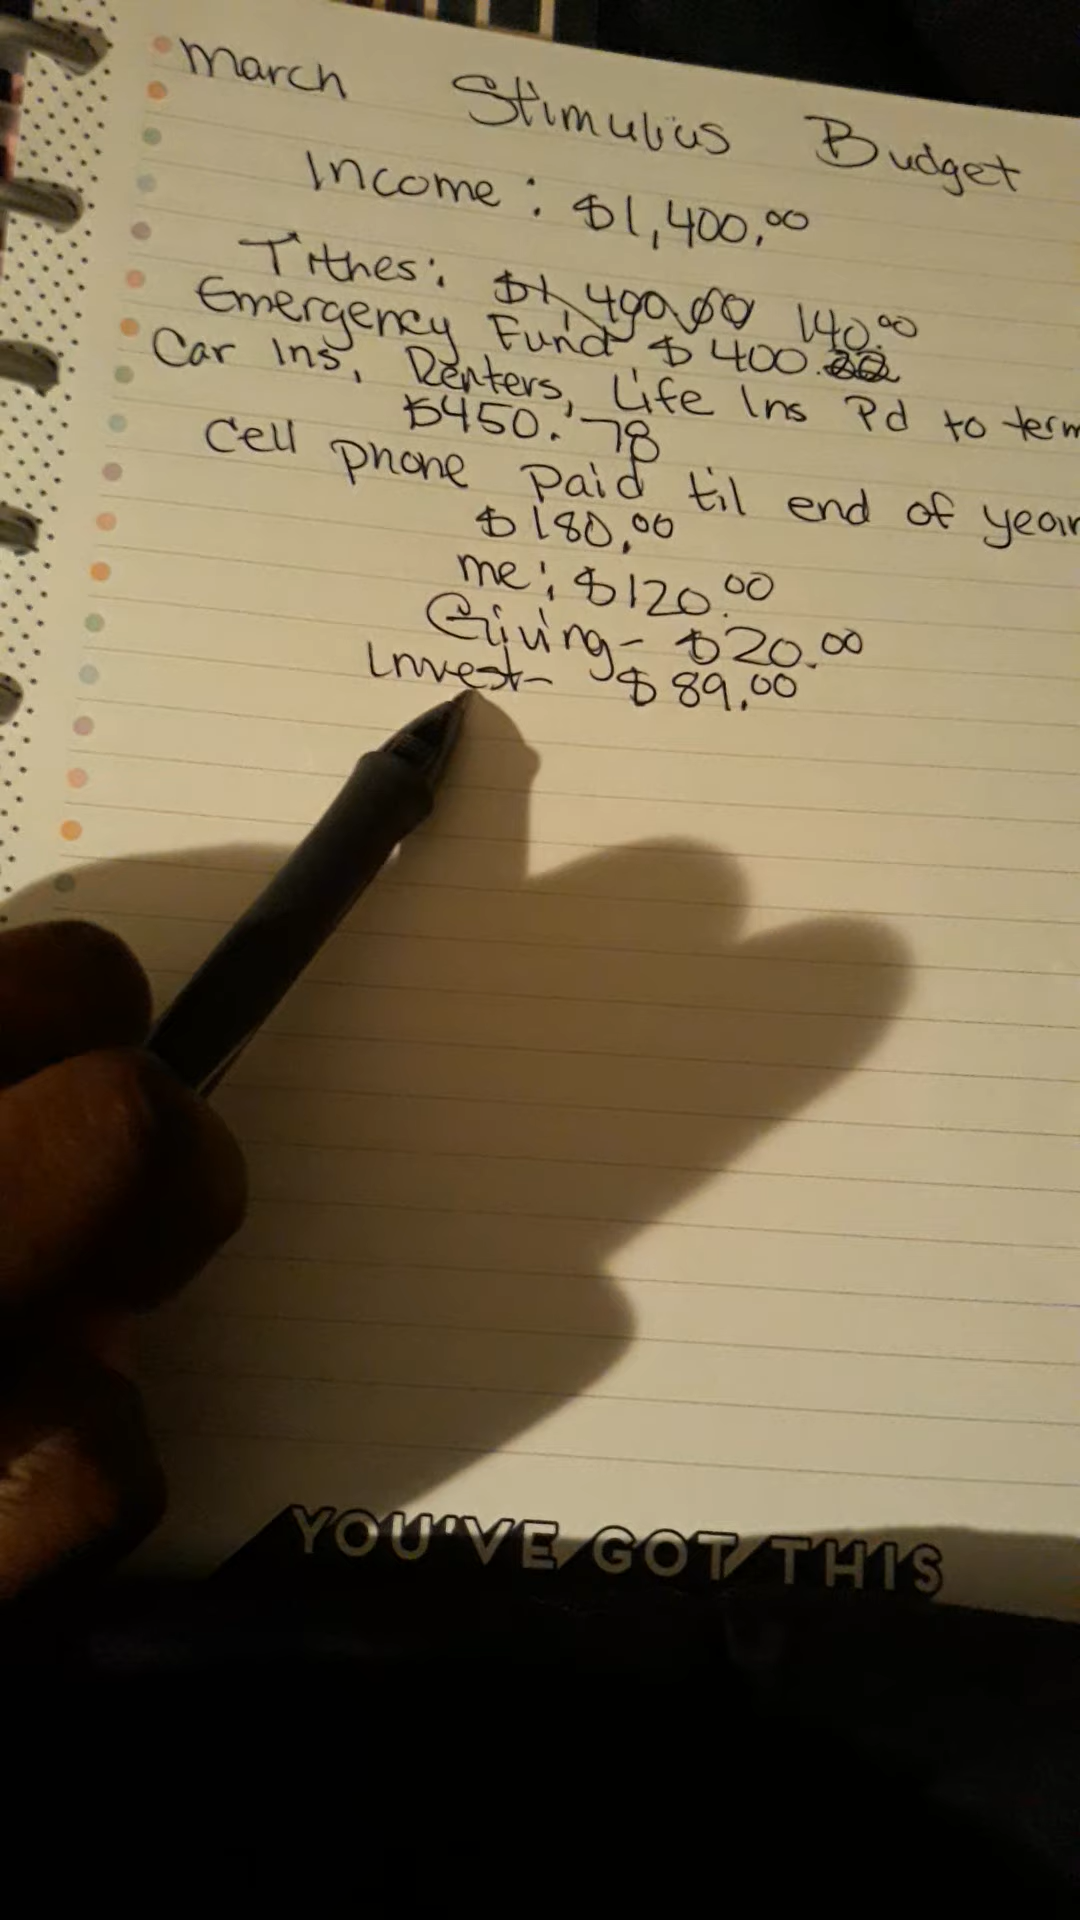 March Stimulus Budget
Income: $1,400.00
Tithes: $1,400.00 140.00
Emergency Fund $400.00
Car Ins, Renters, Life Ins Pd to term
$450.78
Cell phone Paid til end of year
$180.00
me: $120.00
Giving- $20.00
Invest- $89.00
YOU'VE GOT THIS